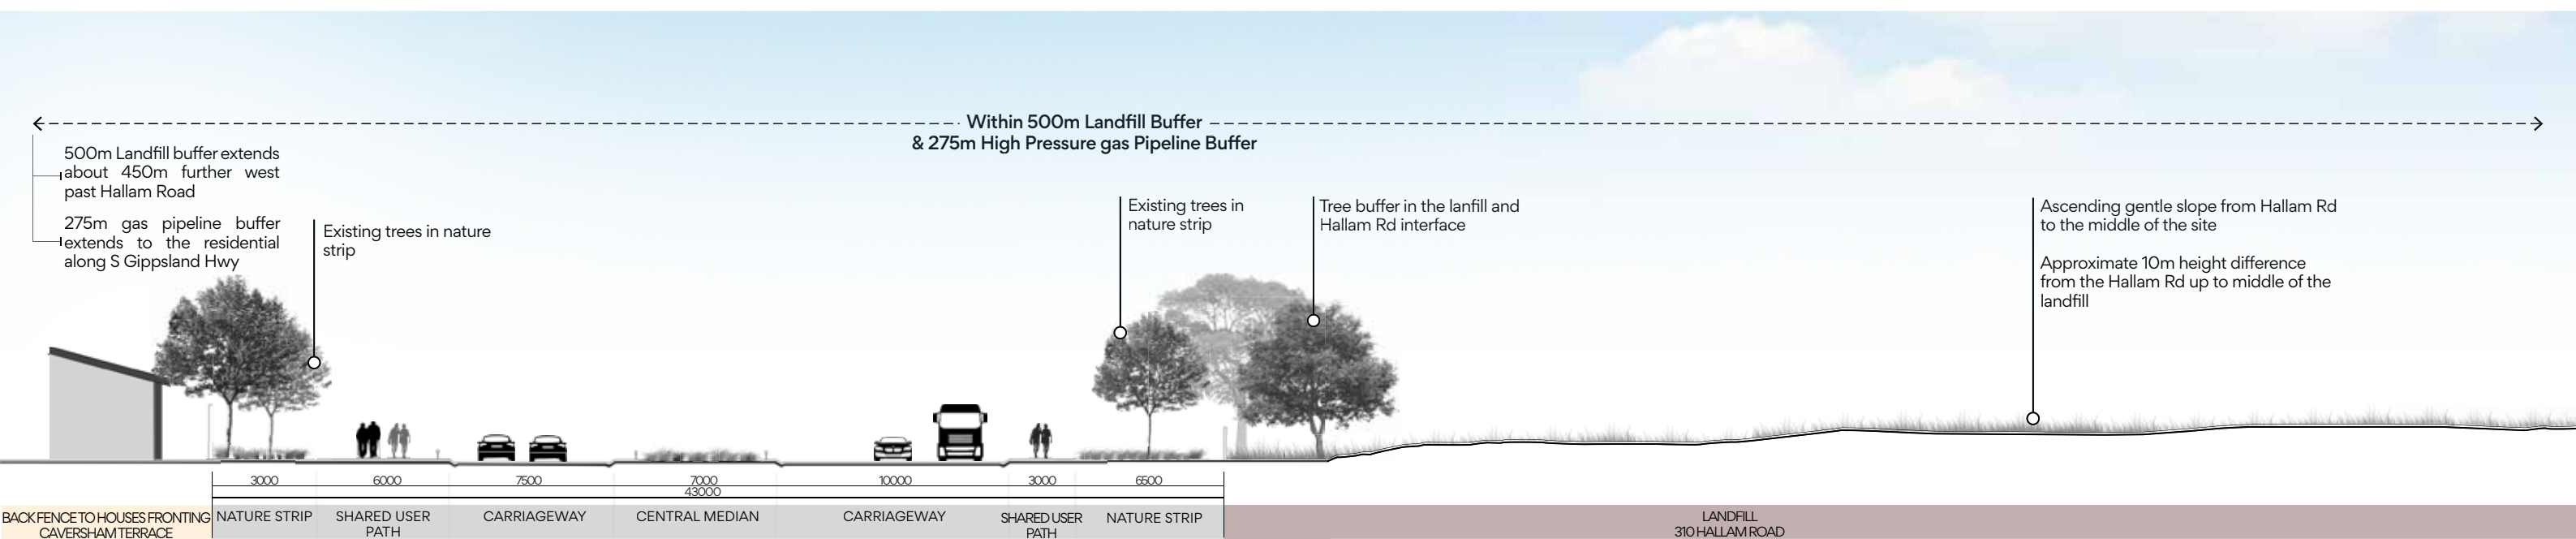 Within 500m Landfill Buffer
& 275m High Pressure gas Pipeline Buffer
500m Landfill buffer extends
about 450m further west
past Hallam Road
275m gas pipeline buffer
extends to the residential
along S Gippsland Hwy
Existing trees in nature
strip
Existing trees in
nature strip
Tree buffer in the lanfill and
Hallam Rd interface
Ascending gentle slope from Hallam Rd
to the middle of the site
Approximate 10m height difference
from the Hallam Rd up to middle of the
landfill
3000
6000
7500
7000
10000
3000
6500
43000
BACK FENCE TO HOUSES FRONTING
CAVERSHAM TERRACE
NATURE STRIP
SHARED USER
PATH
CARRIAGEWAY
CENTRAL MEDIAN
CARRIAGEWAY
SHARED USER
PATH
NATURE STRIP
LANDFILL
310 HALLAM ROAD